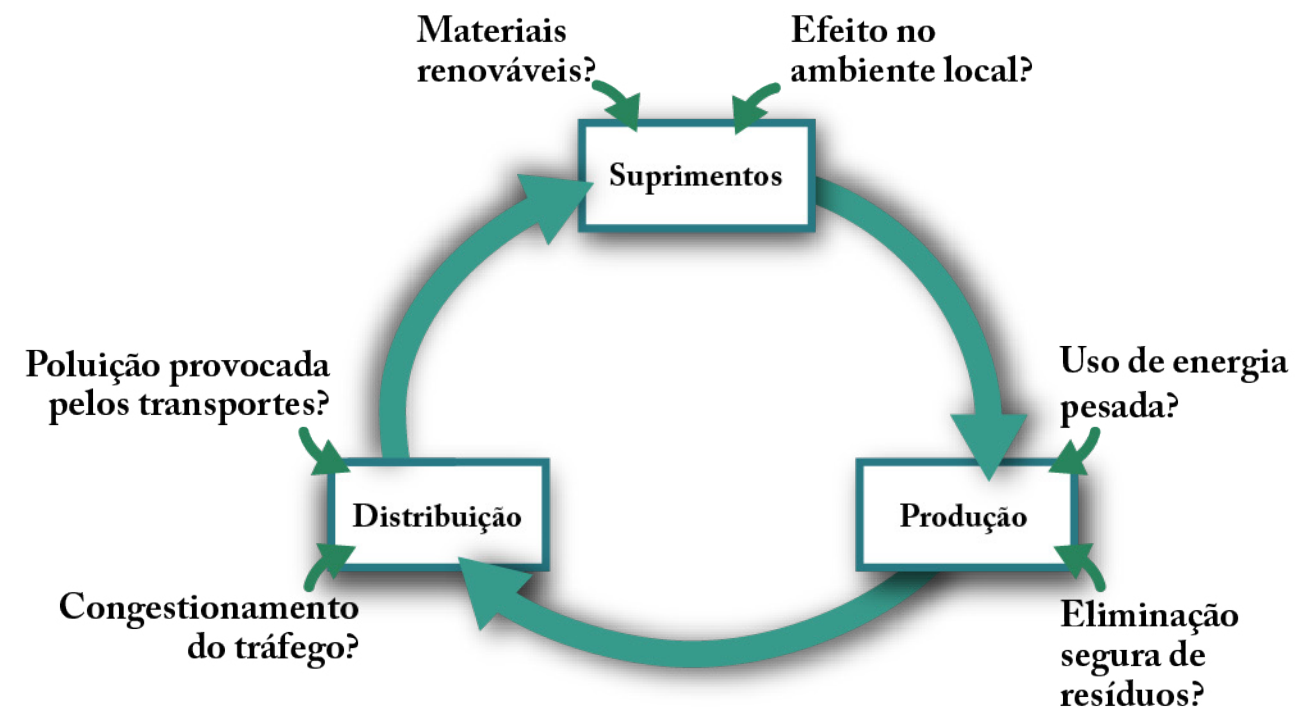 Materiais
renováveis?
Efeito no
ambiente local?
Suprimentos
Poluição provocada
pelos transportes?
Uso de energia
pesada?
Distribuição
Produção
Congestionamento
do tráfego?
Eliminação
segura de
resíduos?